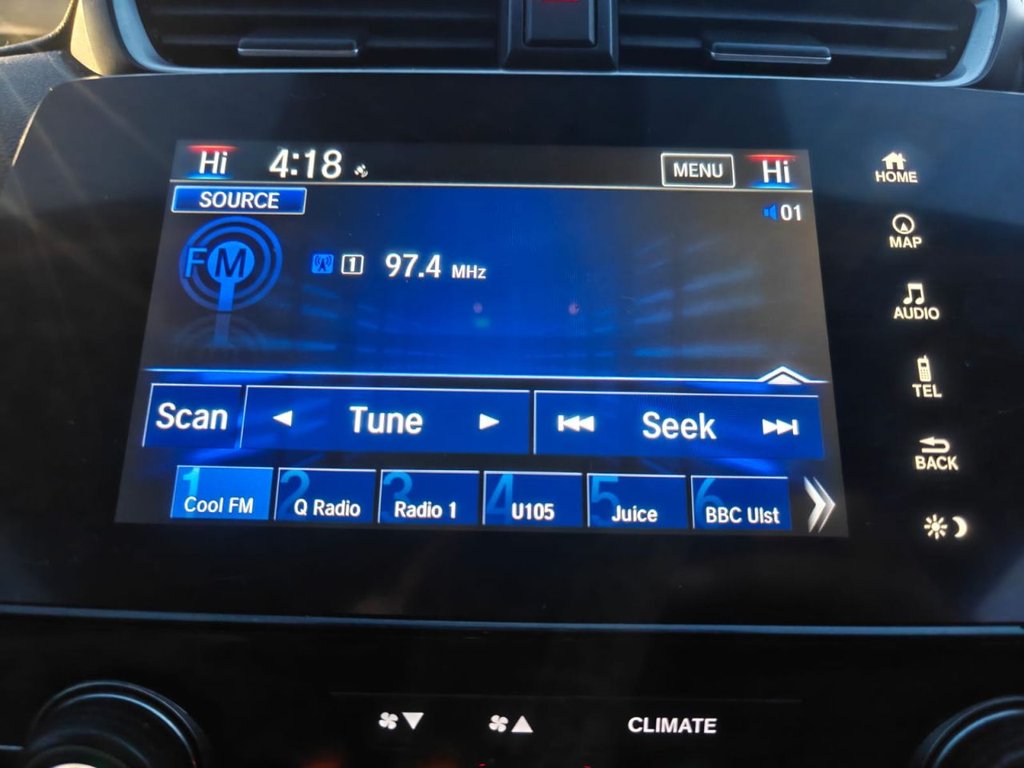 Hi 4:18 MENU Hi
SOURCE
01
FM
1 97.4 MHz
Scan Tune Seek
1 Cool FM 2 Q Radio 3 Radio 1 4 U105 5 Juice 6 BBC Ulst
HOME
MAP
AUDIO
TEL
BACK
CLIMATE